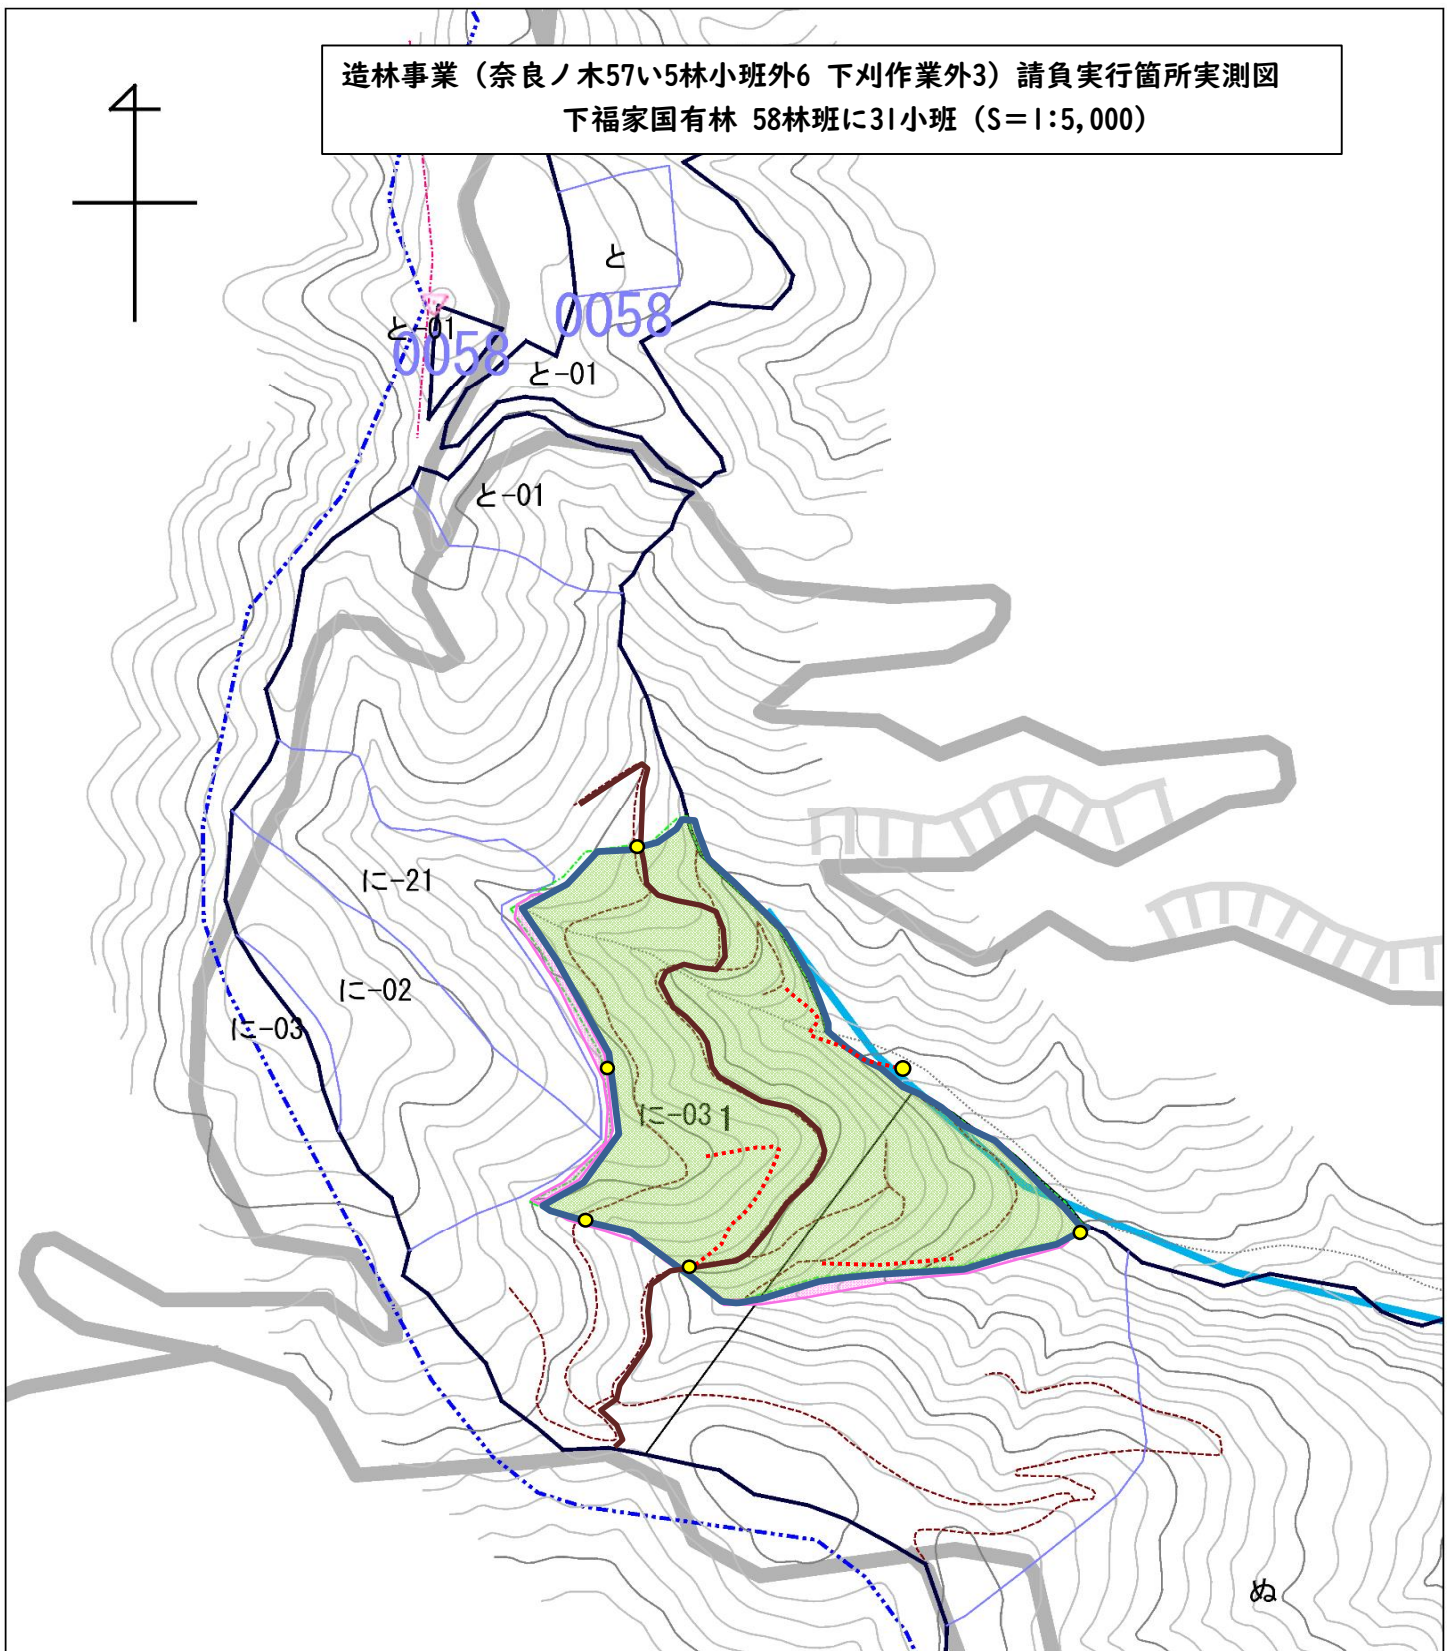 造林事業（奈良ノ木57い5林小班外6 下刈作業外3）請負実行箇所実測図
下福家国有林 58林班に31小班（S＝1:5,000）
と
0058
と-01
0058
と-01
と-01
に-21
に-02
に-03
に-031
ぬ